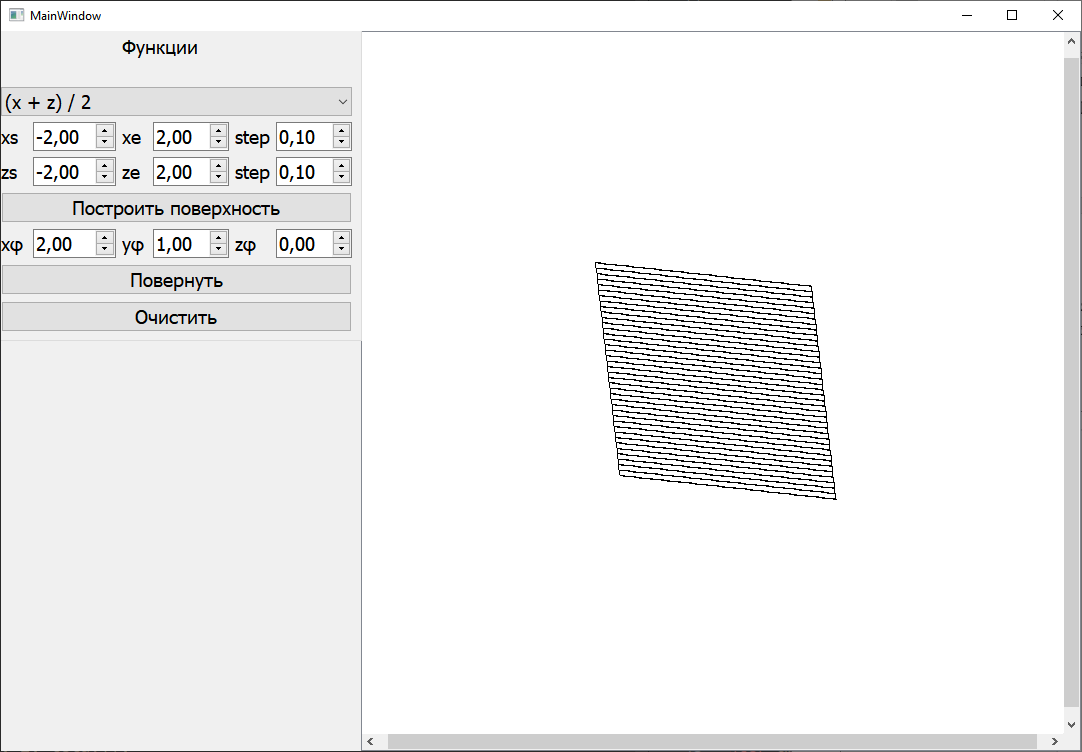 MainWindow
Функции
(x + z) / 2
xs -2,00 xe 2,00 step 0,10
zs -2,00 ze 2,00 step 0,10
Построить поверхность
xφ 2,00 yφ 1,00 zφ 0,00
Повернуть
Очистить